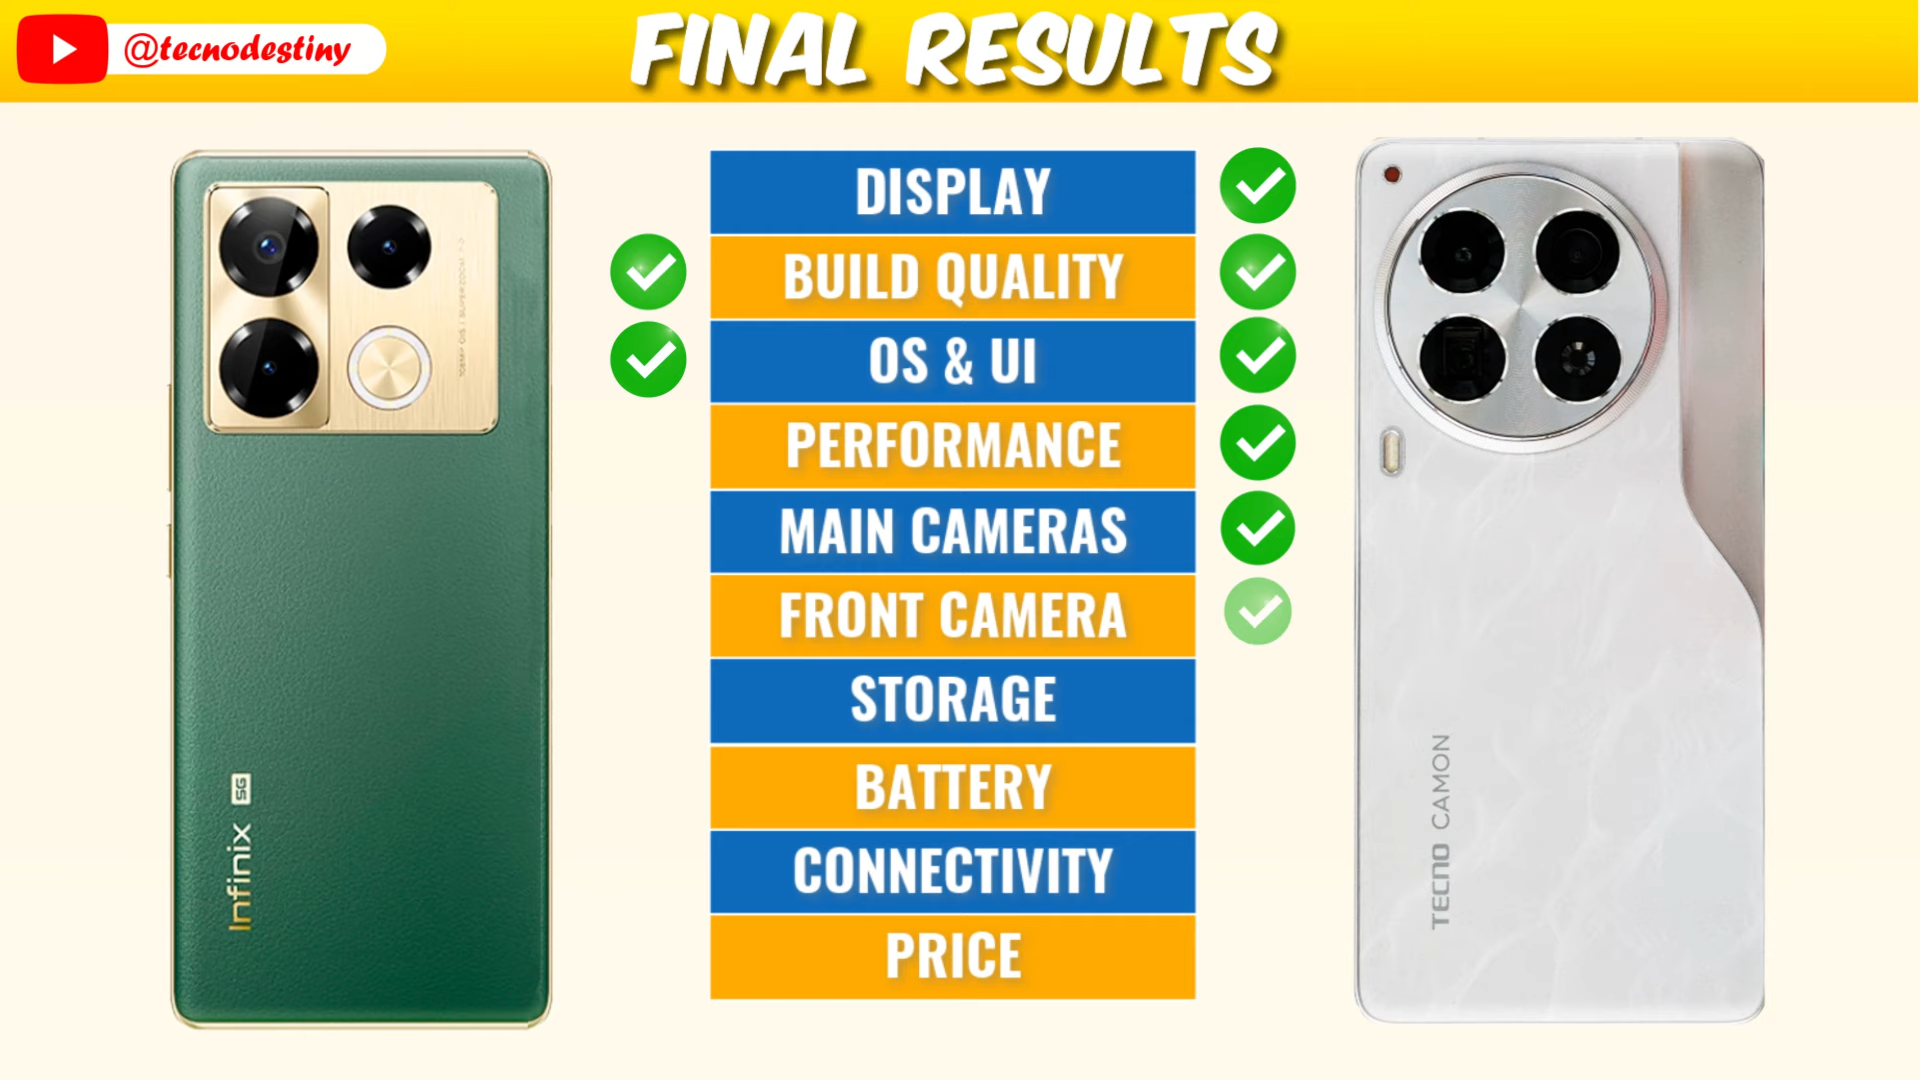 @tecnodestiny
FINAL RESULTS
DISPLAY
BUILD QUALITY
OS & UI
PERFORMANCE
MAIN CAMERAS
FRONT CAMERA
STORAGE
BATTERY
CONNECTIVITY
PRICE
Infinix 5G
TECNO CAMON